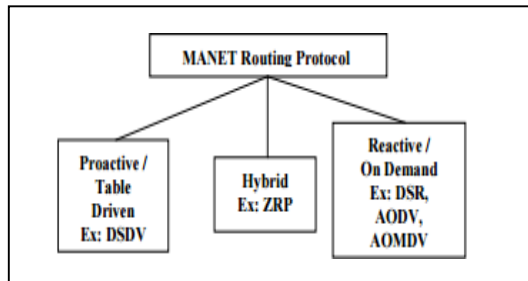 MANET Routing Protocol
Proactive /
Table
Driven
Ex: DSDV
Hybrid
Ex: ZRP
Reactive /
On Demand
Ex: DSR,
AODV,
AOMDV